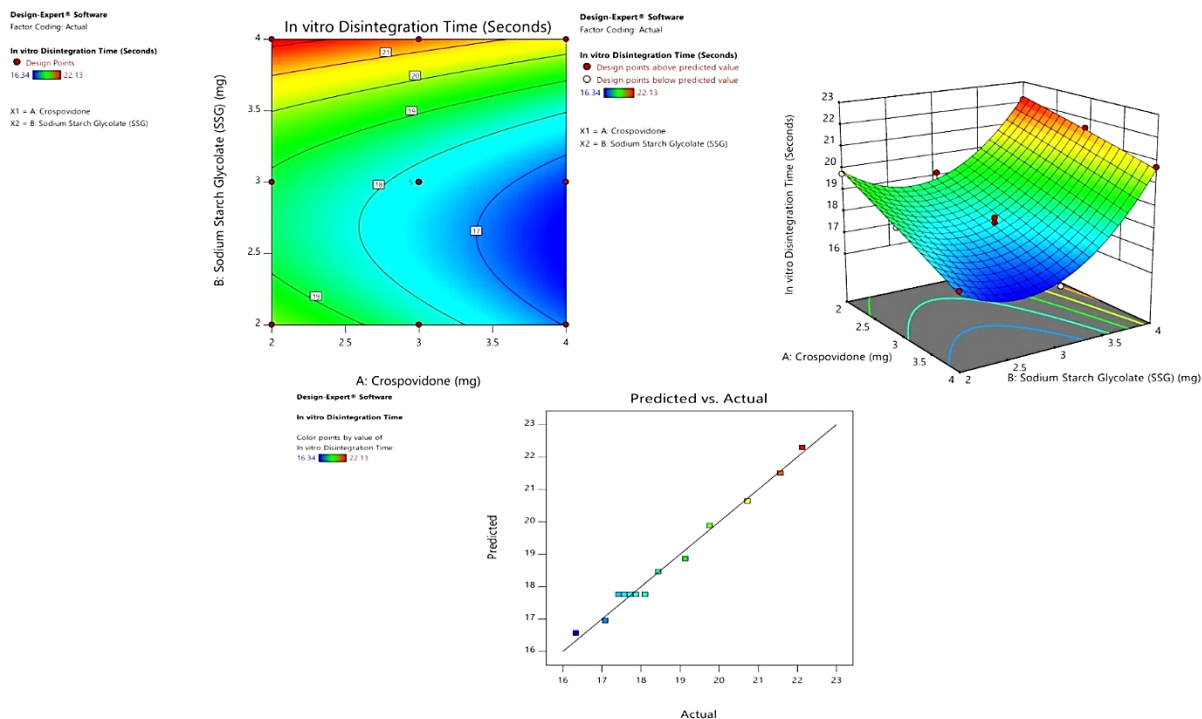 Design-Expert® Software
Factor Coding: Actual
In vitro Disintegration Time (Seconds)
Design Points
16.34 22.13
X1 = A: Crospovidone
X2 = B: Sodium Starch Glycolate (SSG)
In vitro Disintegration Time (Seconds)
B: Sodium Starch Glycolate (SSG) (mg)
4
3.5
3
2.5
2
21
20
19
18
5
17
19
2 2.5 3 3.5 4
A: Crospovidone (mg)
Design-Expert® Software
Factor Coding: Actual
In vitro Disintegration Time (Seconds)
Design points above predicted value
Design points below predicted value
16.34 22.13
X1 = A: Crospovidone
X2 = B: Sodium Starch Glycolate (SSG)
In vitro Disintegration Time (Seconds)
23
22
21
20
19
18
17
16
2
2.5
3
3.5
4
A: Crospovidone (mg)
2
2.5
3
3.5
4
B: Sodium Starch Glycolate (SSG) (mg)
Design-Expert® Software
In vitro Disintegration Time
Color points by value of
In vitro Disintegration Time:
16.34 22.13
Predicted vs. Actual
Predicted
23
22
21
20
19
18
17
16
16 17 18 19 20 21 22 23
Actual